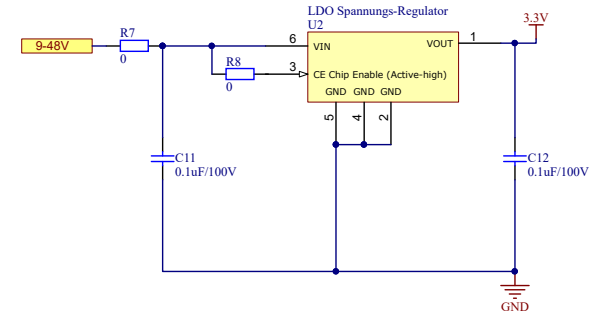 LDO Spannungs-Regulator
U2
3.3V
9-48V
R7
0
6
VIN
VOUT
1
R8
0
3
CE Chip Enable (Active-high)
GND GND GND
5
4
2
C11
0.1uF/100V
C12
0.1uF/100V
GND